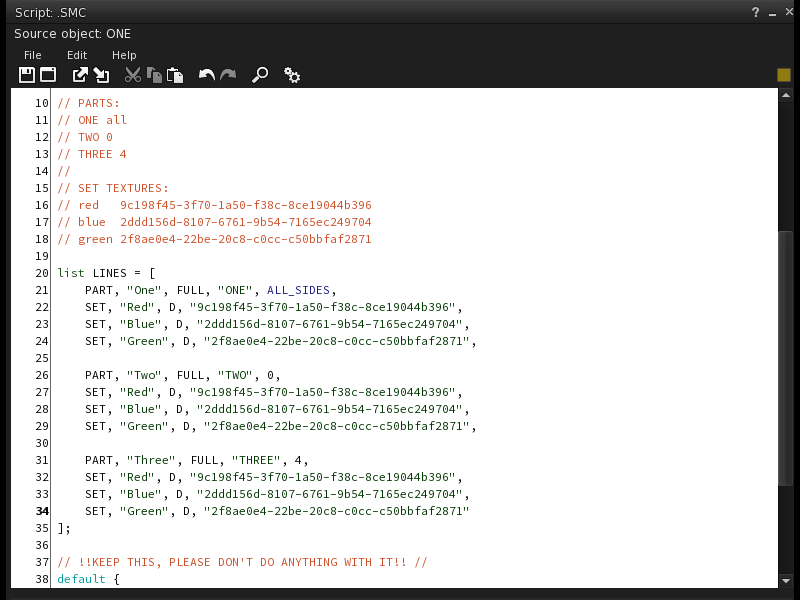 Script: .SMC
Source object: ONE
File Edit Help
10 // PARTS:
11 // ONE all
12 // TWO 0
13 // THREE 4
14 //
15 // SET TEXTURES:
16 // red   9c198f45-3f70-1a50-f38c-8ce19044b396
17 // blue  2ddd156d-8107-6761-9b54-7165ec249704
18 // green 2f8ae0e4-22be-20c8-c0cc-c50bbfaf2871
19
20 list LINES = [
21     PART, "One", FULL, "ONE", ALL_SIDES,
22     SET, "Red", D, "9c198f45-3f70-1a50-f38c-8ce19044b396",
23     SET, "Blue", D, "2ddd156d-8107-6761-9b54-7165ec249704",
24     SET, "Green", D, "2f8ae0e4-22be-20c8-c0cc-c50bbfaf2871",
25
26     PART, "Two", FULL, "TWO", 0,
27     SET, "Red", D, "9c198f45-3f70-1a50-f38c-8ce19044b396",
28     SET, "Blue", D, "2ddd156d-8107-6761-9b54-7165ec249704",
29     SET, "Green", D, "2f8ae0e4-22be-20c8-c0cc-c50bbfaf2871",
30
31     PART, "Three", FULL, "THREE", 4,
32     SET, "Red", D, "9c198f45-3f70-1a50-f38c-8ce19044b396",
33     SET, "Blue", D, "2ddd156d-8107-6761-9b54-7165ec249704",
34     SET, "Green", D, "2f8ae0e4-22be-20c8-c0cc-c50bbfaf2871"
35 ];
36
37 // !!KEEP THIS, PLEASE DON'T DO ANYTHING WITH IT!! //
38 default {